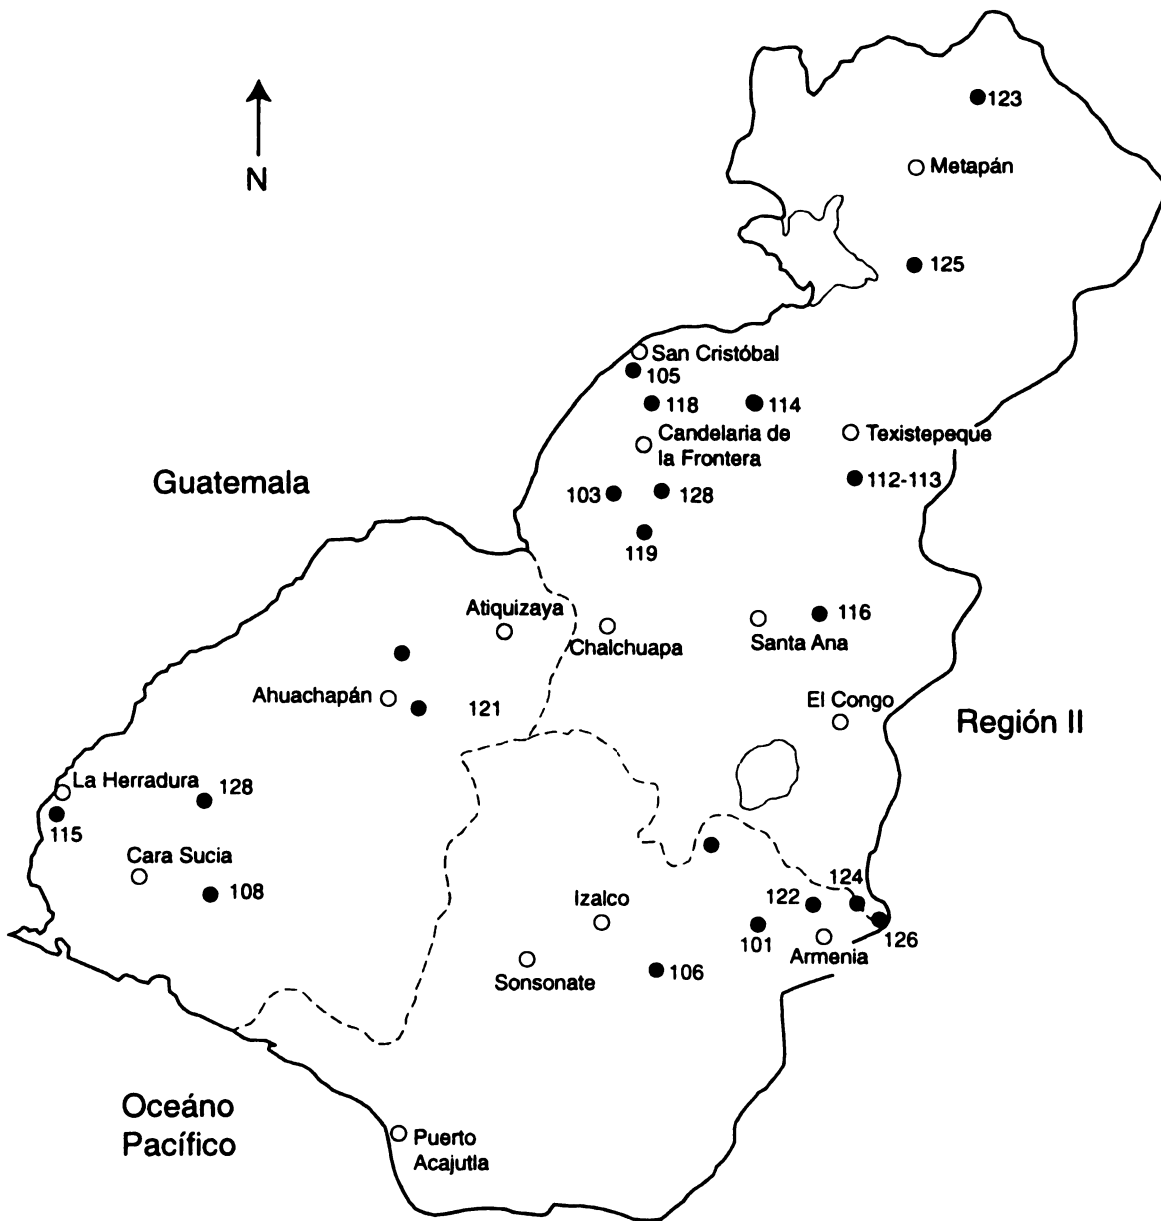 123
Metapán
N
125
San Cristóbal
105
118
114
Candelaria de
la Frontera
Texistepeque
Guatemala
103
128
112-113
119
Atiquizaya
116
Chalchuapa
Santa Ana
Ahuachapán
121
El Congo
Región II
La Herradura
128
115
Cara Sucia
108
Izalco
122
124
101
126
Armenia
Sonsonate
106
Oceáno
Pacífico
Puerto
Acajutla